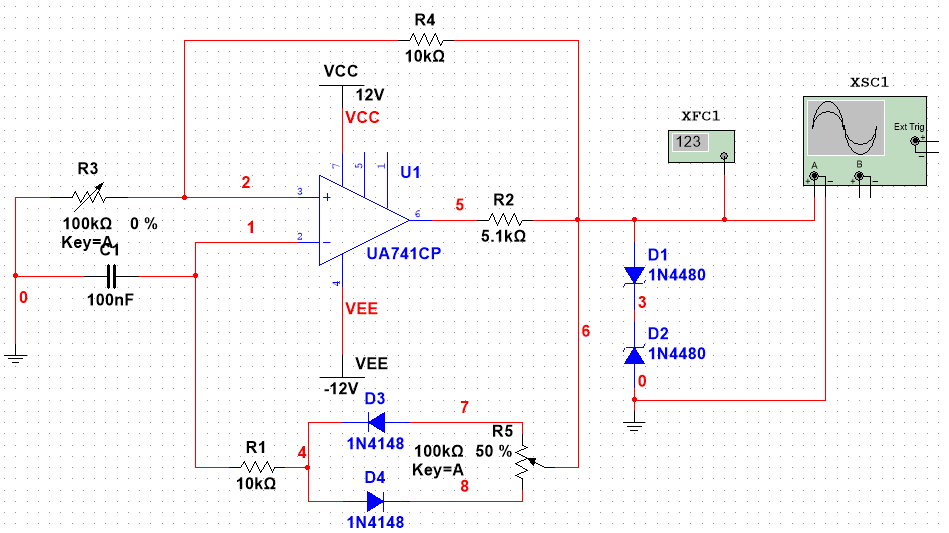 R4
10kΩ
VCC
12V
VCC
XFC1
123
XSC1
Ext Trig
+
−
A
B
+
−
+
−
R3
100kΩ 0 %
Key=A
2
3
+
7
5
1
U1
6
5
R2
5.1kΩ
1
2
−
UA741CP
4
C1
100nF
0
VEE
VEE
-12V
D1
1N4480
3
D2
1N4480
0
6
D3
1N4148
7
R5
100kΩ 50 %
Key=A
R1
10kΩ
4
D4
1N4148
8